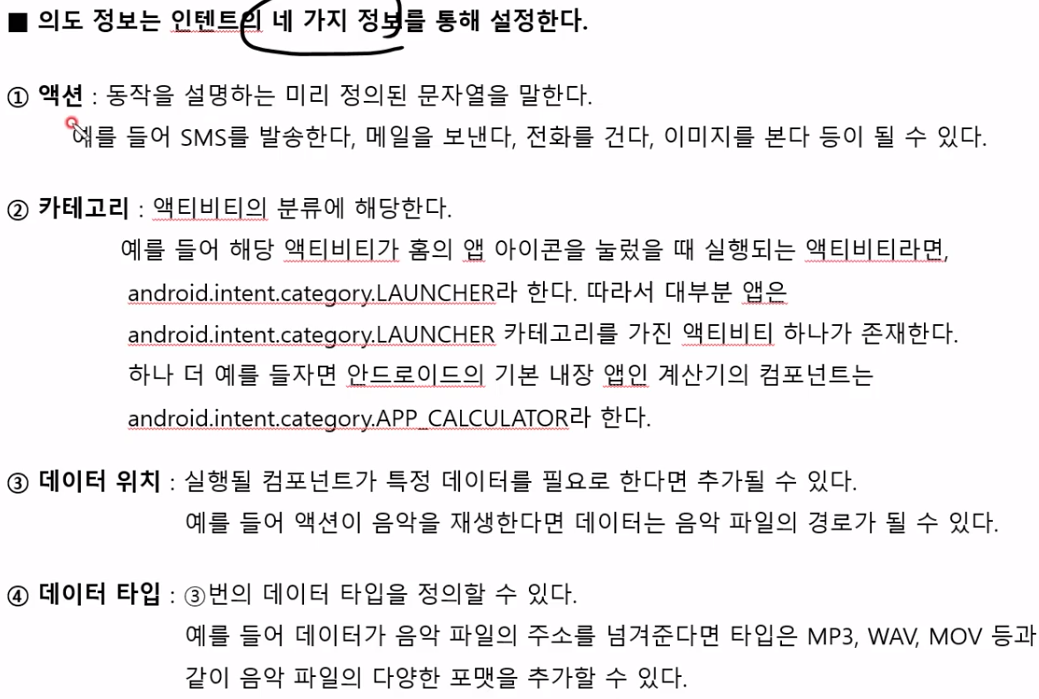 ■ 의도 정보는 인텐트의 네 가지 정보를 통해 설정한다.
① 액션 : 동작을 설명하는 미리 정의된 문자열을 말한다.
예를 들어 SMS를 발송한다, 메일을 보낸다, 전화를 건다, 이미지를 본다 등이 될 수 있다.
② 카테고리 : 액티비티의 분류에 해당한다.
예를 들어 해당 액티비티가 홈의 앱 아이콘을 눌렀을 때 실행되는 액티비티라면,
android.intent.category.LAUNCHER라 한다. 따라서 대부분 앱은
android.intent.category.LAUNCHER 카테고리를 가진 액티비티 하나가 존재한다.
하나 더 예를 들자면 안드로이드의 기본 내장 앱인 계산기의 컴포넌트는
android.intent.category.APP_CALCULATOR라 한다.
③ 데이터 위치 : 실행될 컴포넌트가 특정 데이터를 필요로 한다면 추가될 수 있다.
예를 들어 액션이 음악을 재생한다면 데이터는 음악 파일의 경로가 될 수 있다.
④ 데이터 타입 : ③번의 데이터 타입을 정의할 수 있다.
예를 들어 데이터가 음악 파일의 주소를 넘겨준다면 타입은 MP3, WAV, MOV 등과
같이 음악 파일의 다양한 포맷을 추가할 수 있다.